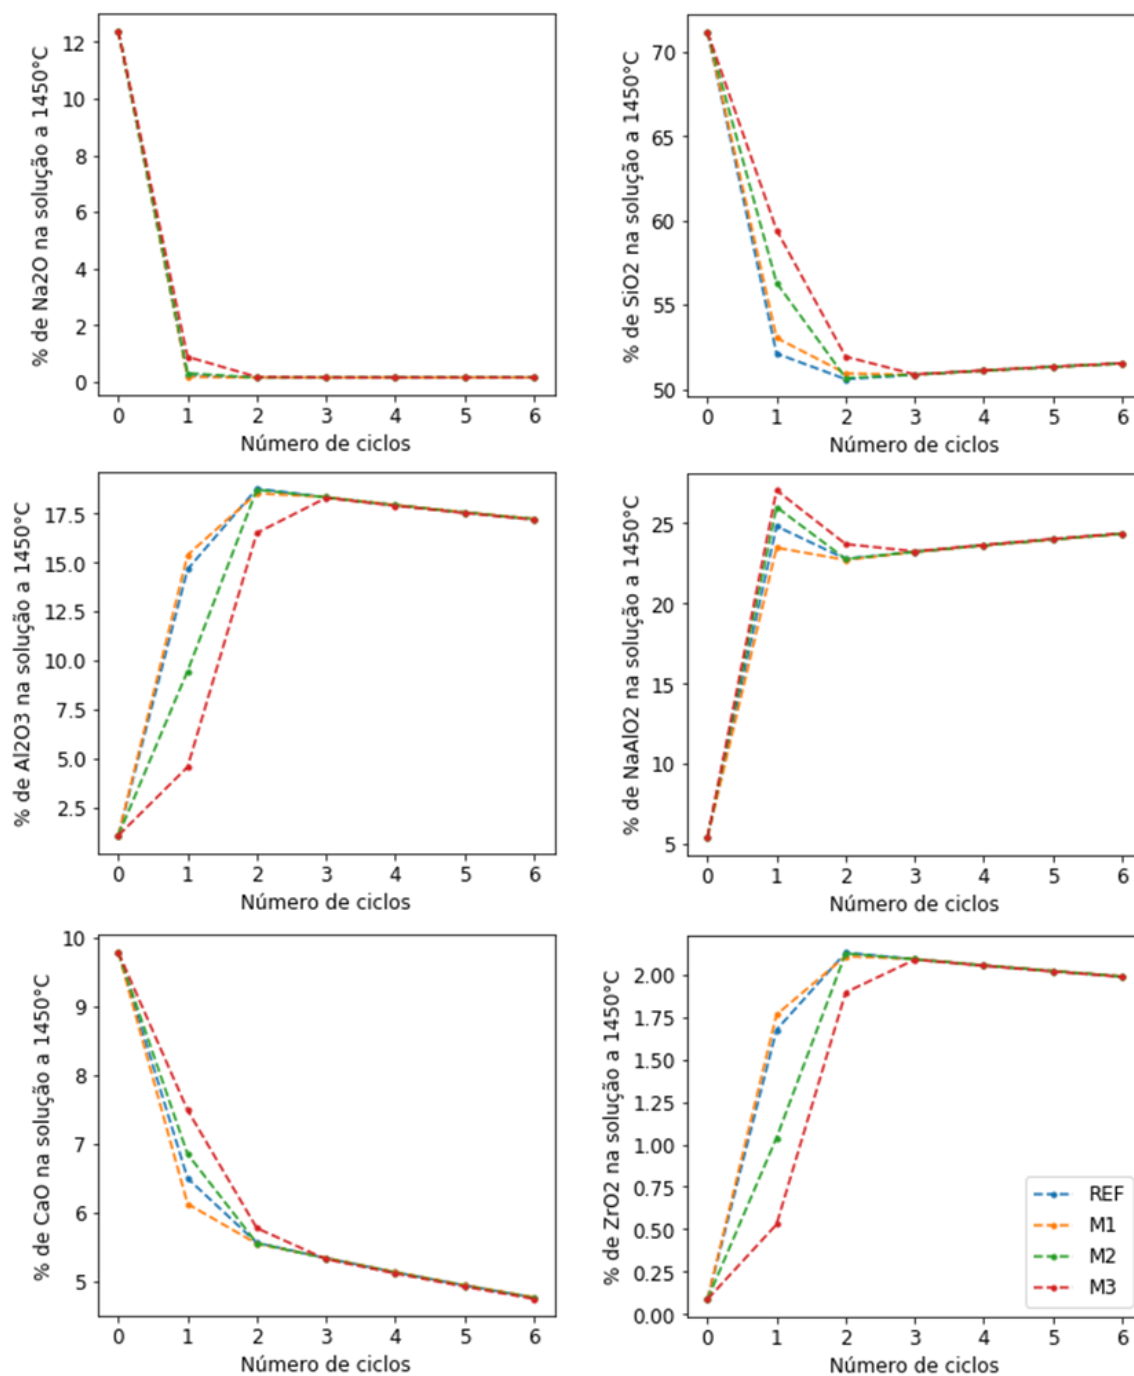 % de Na2O na solução a 1450°C
12
10
8
6
4
2
0
0 1 2 3 4 5 6
Número de ciclos
% de SiO2 na solução a 1450°C
70
65
60
55
50
0 1 2 3 4 5 6
Número de ciclos
% de Al2O3 na solução a 1450°C
17.5
15.0
12.5
10.0
7.5
5.0
2.5
0 1 2 3 4 5 6
Número de ciclos
% de NaAlO2 na solução a 1450°C
25
20
15
10
5
0 1 2 3 4 5 6
Número de ciclos
% de CaO na solução a 1450°C
10
9
8
7
6
5
0 1 2 3 4 5 6
Número de ciclos
% de ZrO2 na solução a 1450°C
2.00
1.75
1.50
1.25
1.00
0.75
0.50
0.25
0.00
0 1 2 3 4 5 6
Número de ciclos
REF
M1
M2
M3